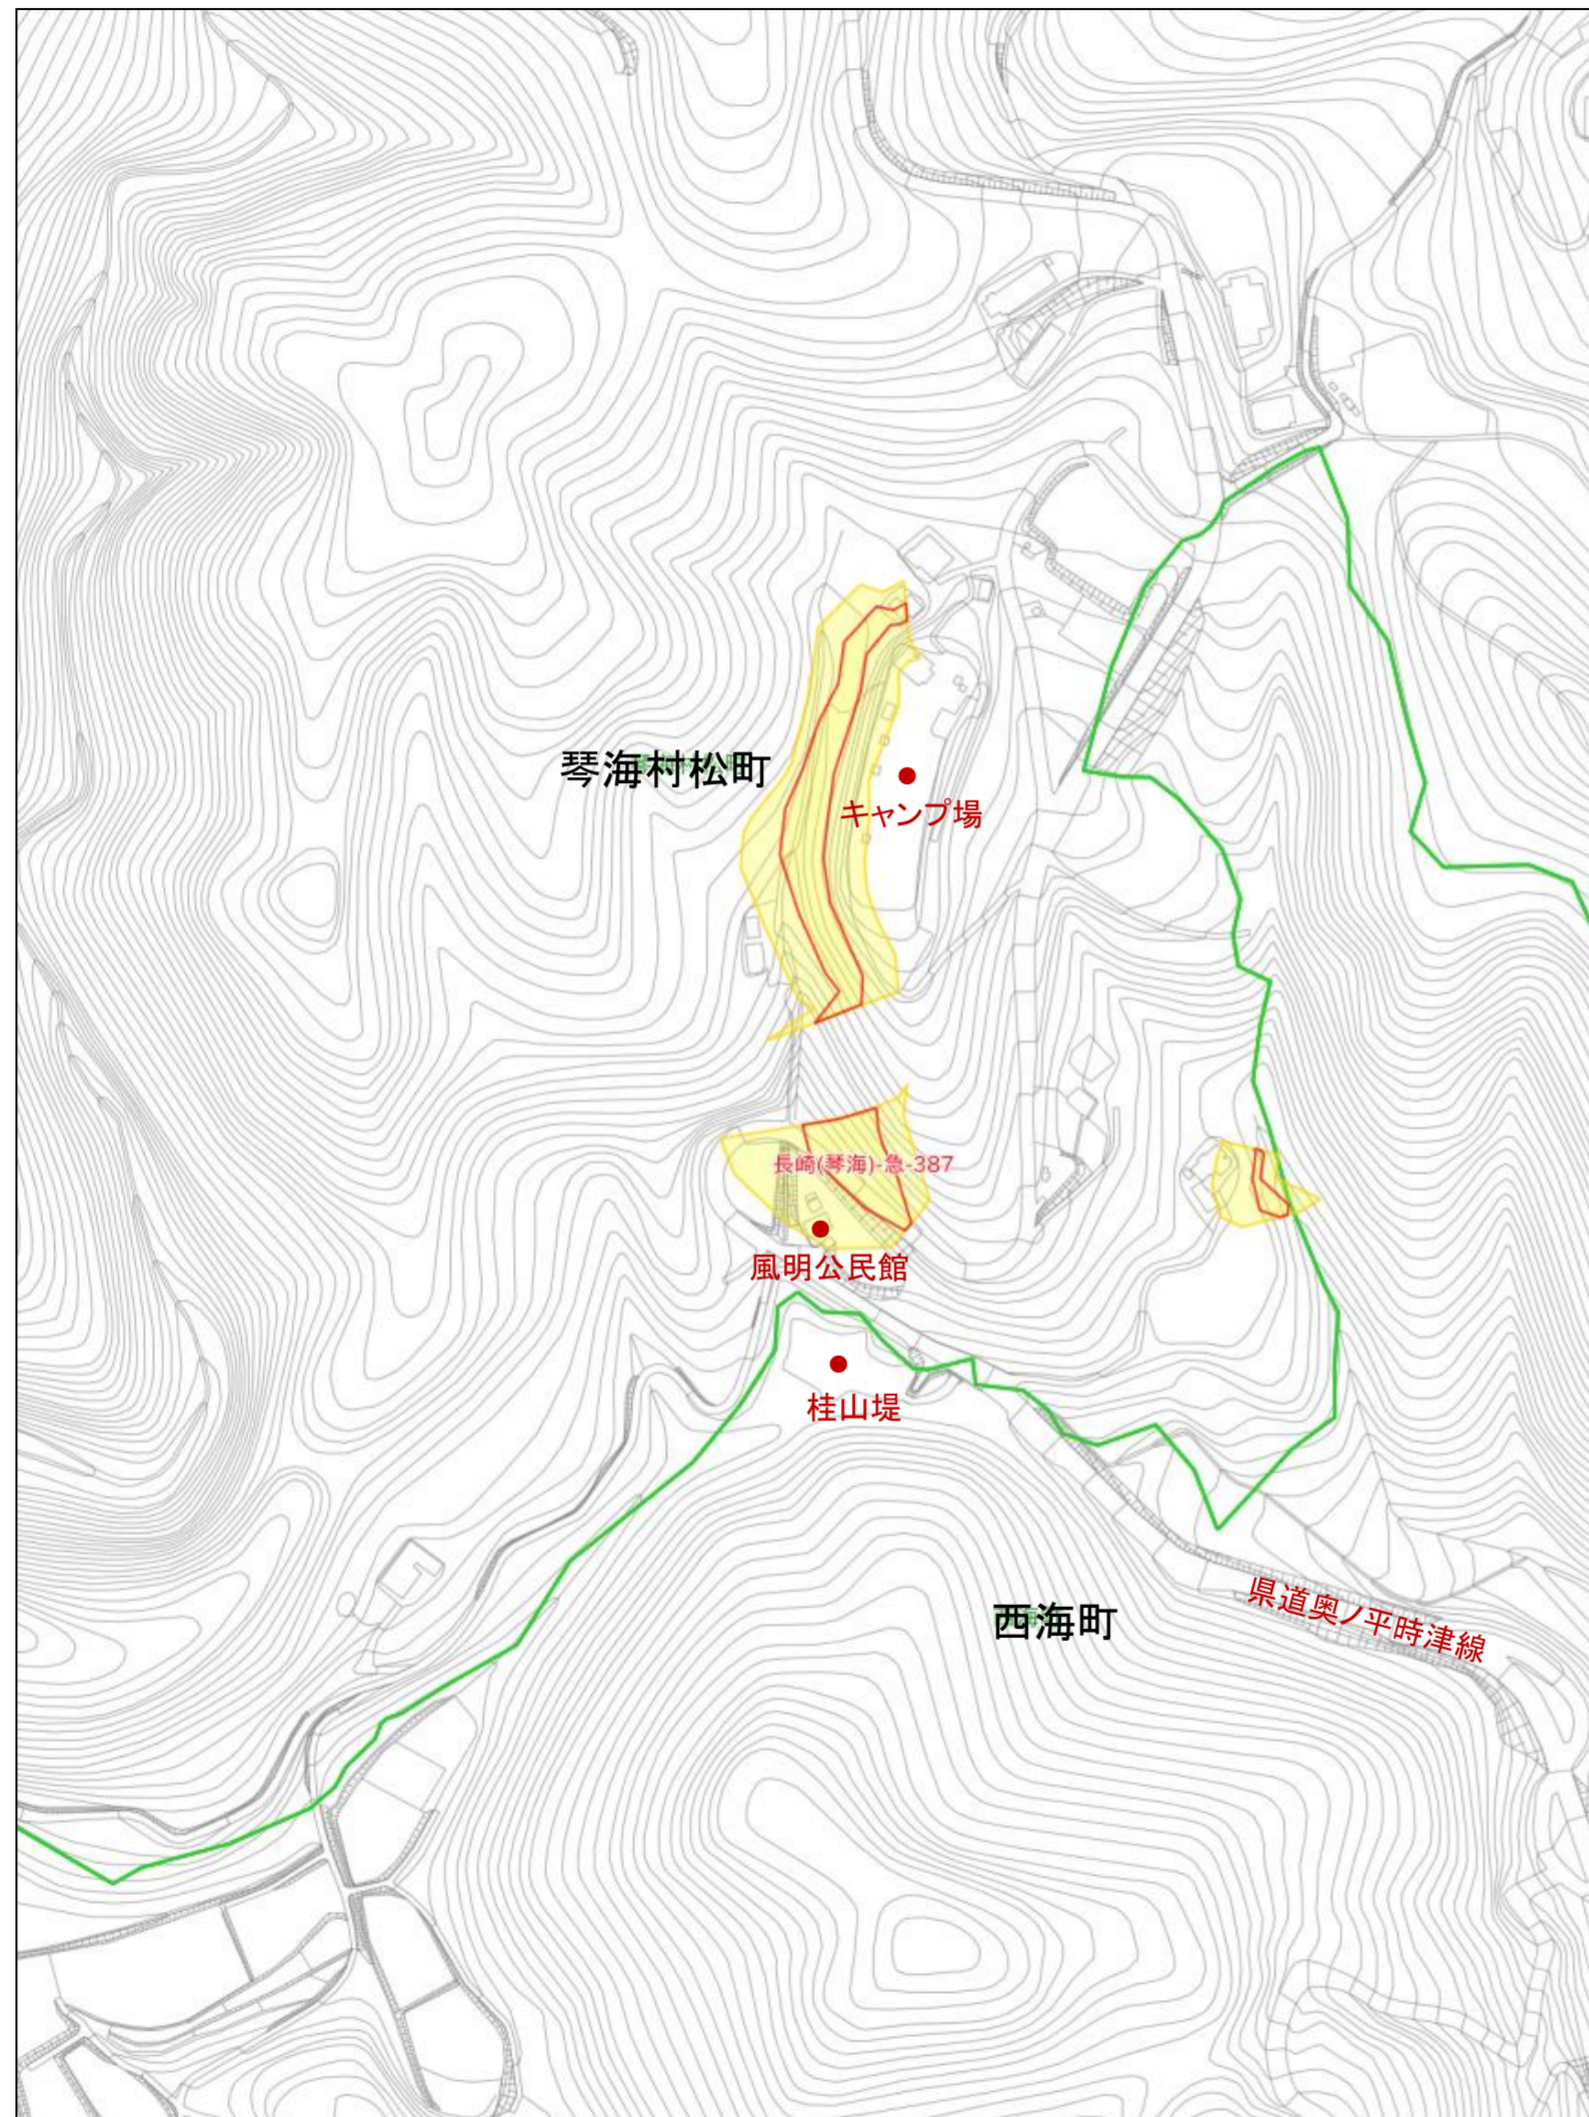 琴海村松町
キャンプ場
長崎(琴海)-急-387
風明公民館
桂山堤
西海町
県道奥ノ平時津線